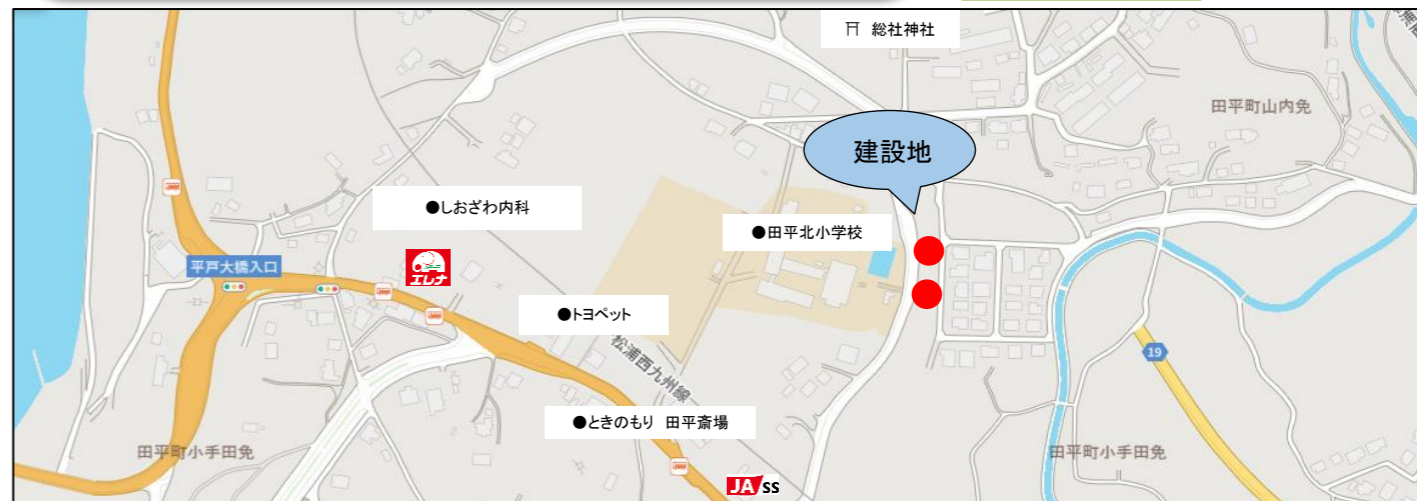 总社神社
田平町山内免
建設地
●しおざわ内科
●田平北小学校
平戸大橋入口
エレナ
●トヨペット
松浦西九州線
19
●ときのもり 田平斎場
田平町小手田免
田平町小手田免
JA SS